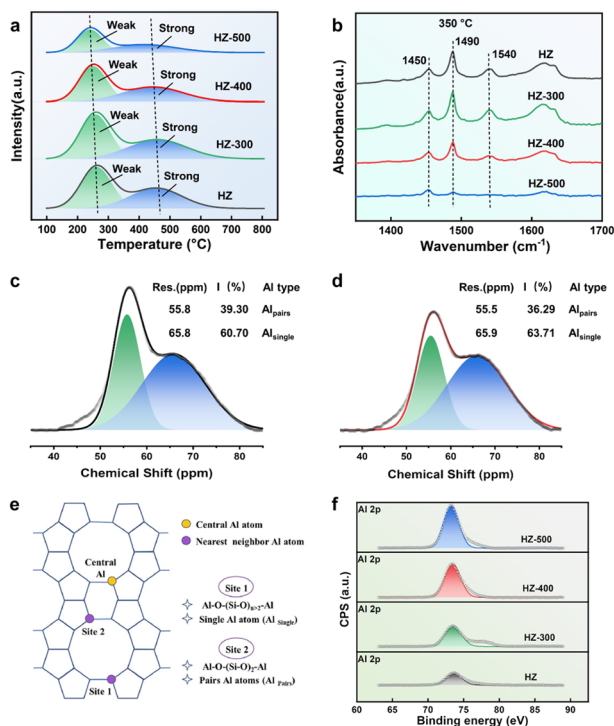 a
Weak
Strong
HZ-500
Weak
Strong
HZ-400
Weak
Strong
HZ-300
Weak
Strong
HZ
Intensity(a.u.)
100 200 300 400 500 600 700 800
Temperature (°C)
b
350 °C
1490
1450
1540
HZ
HZ-300
HZ-400
HZ-500
Absorbance(a.u.)
1400 1500 1600 1700
Wavenumber (cm-1)
c
Res.(ppm) I (%) Al type
55.8 39.30 Alpairs
65.8 60.70 Alsingle
35 40 50 60 70 80
Chemical Shift (ppm)
d
Res.(ppm) I (%) Al type
55.5 36.29 Alpairs
65.9 63.71 Alsingle
35 40 50 60 70 80
Chemical Shift (ppm)
e
Central Al atom
Nearest neighbor Al atom
Central
Al
Site 2
Site 1
Site 1
Al-O-(Si-O)n>2-Al
Single Al atom (Al Single)
Site 2
Al-O-(Si-O)2-Al
Pairs Al atoms (Al Pairs)
f
Al 2p
HZ-500
Al 2p
HZ-400
Al 2p
HZ-300
Al 2p
HZ
CPS (a.u.)
60 65 70 75 80 85 90
Binding energy (eV)